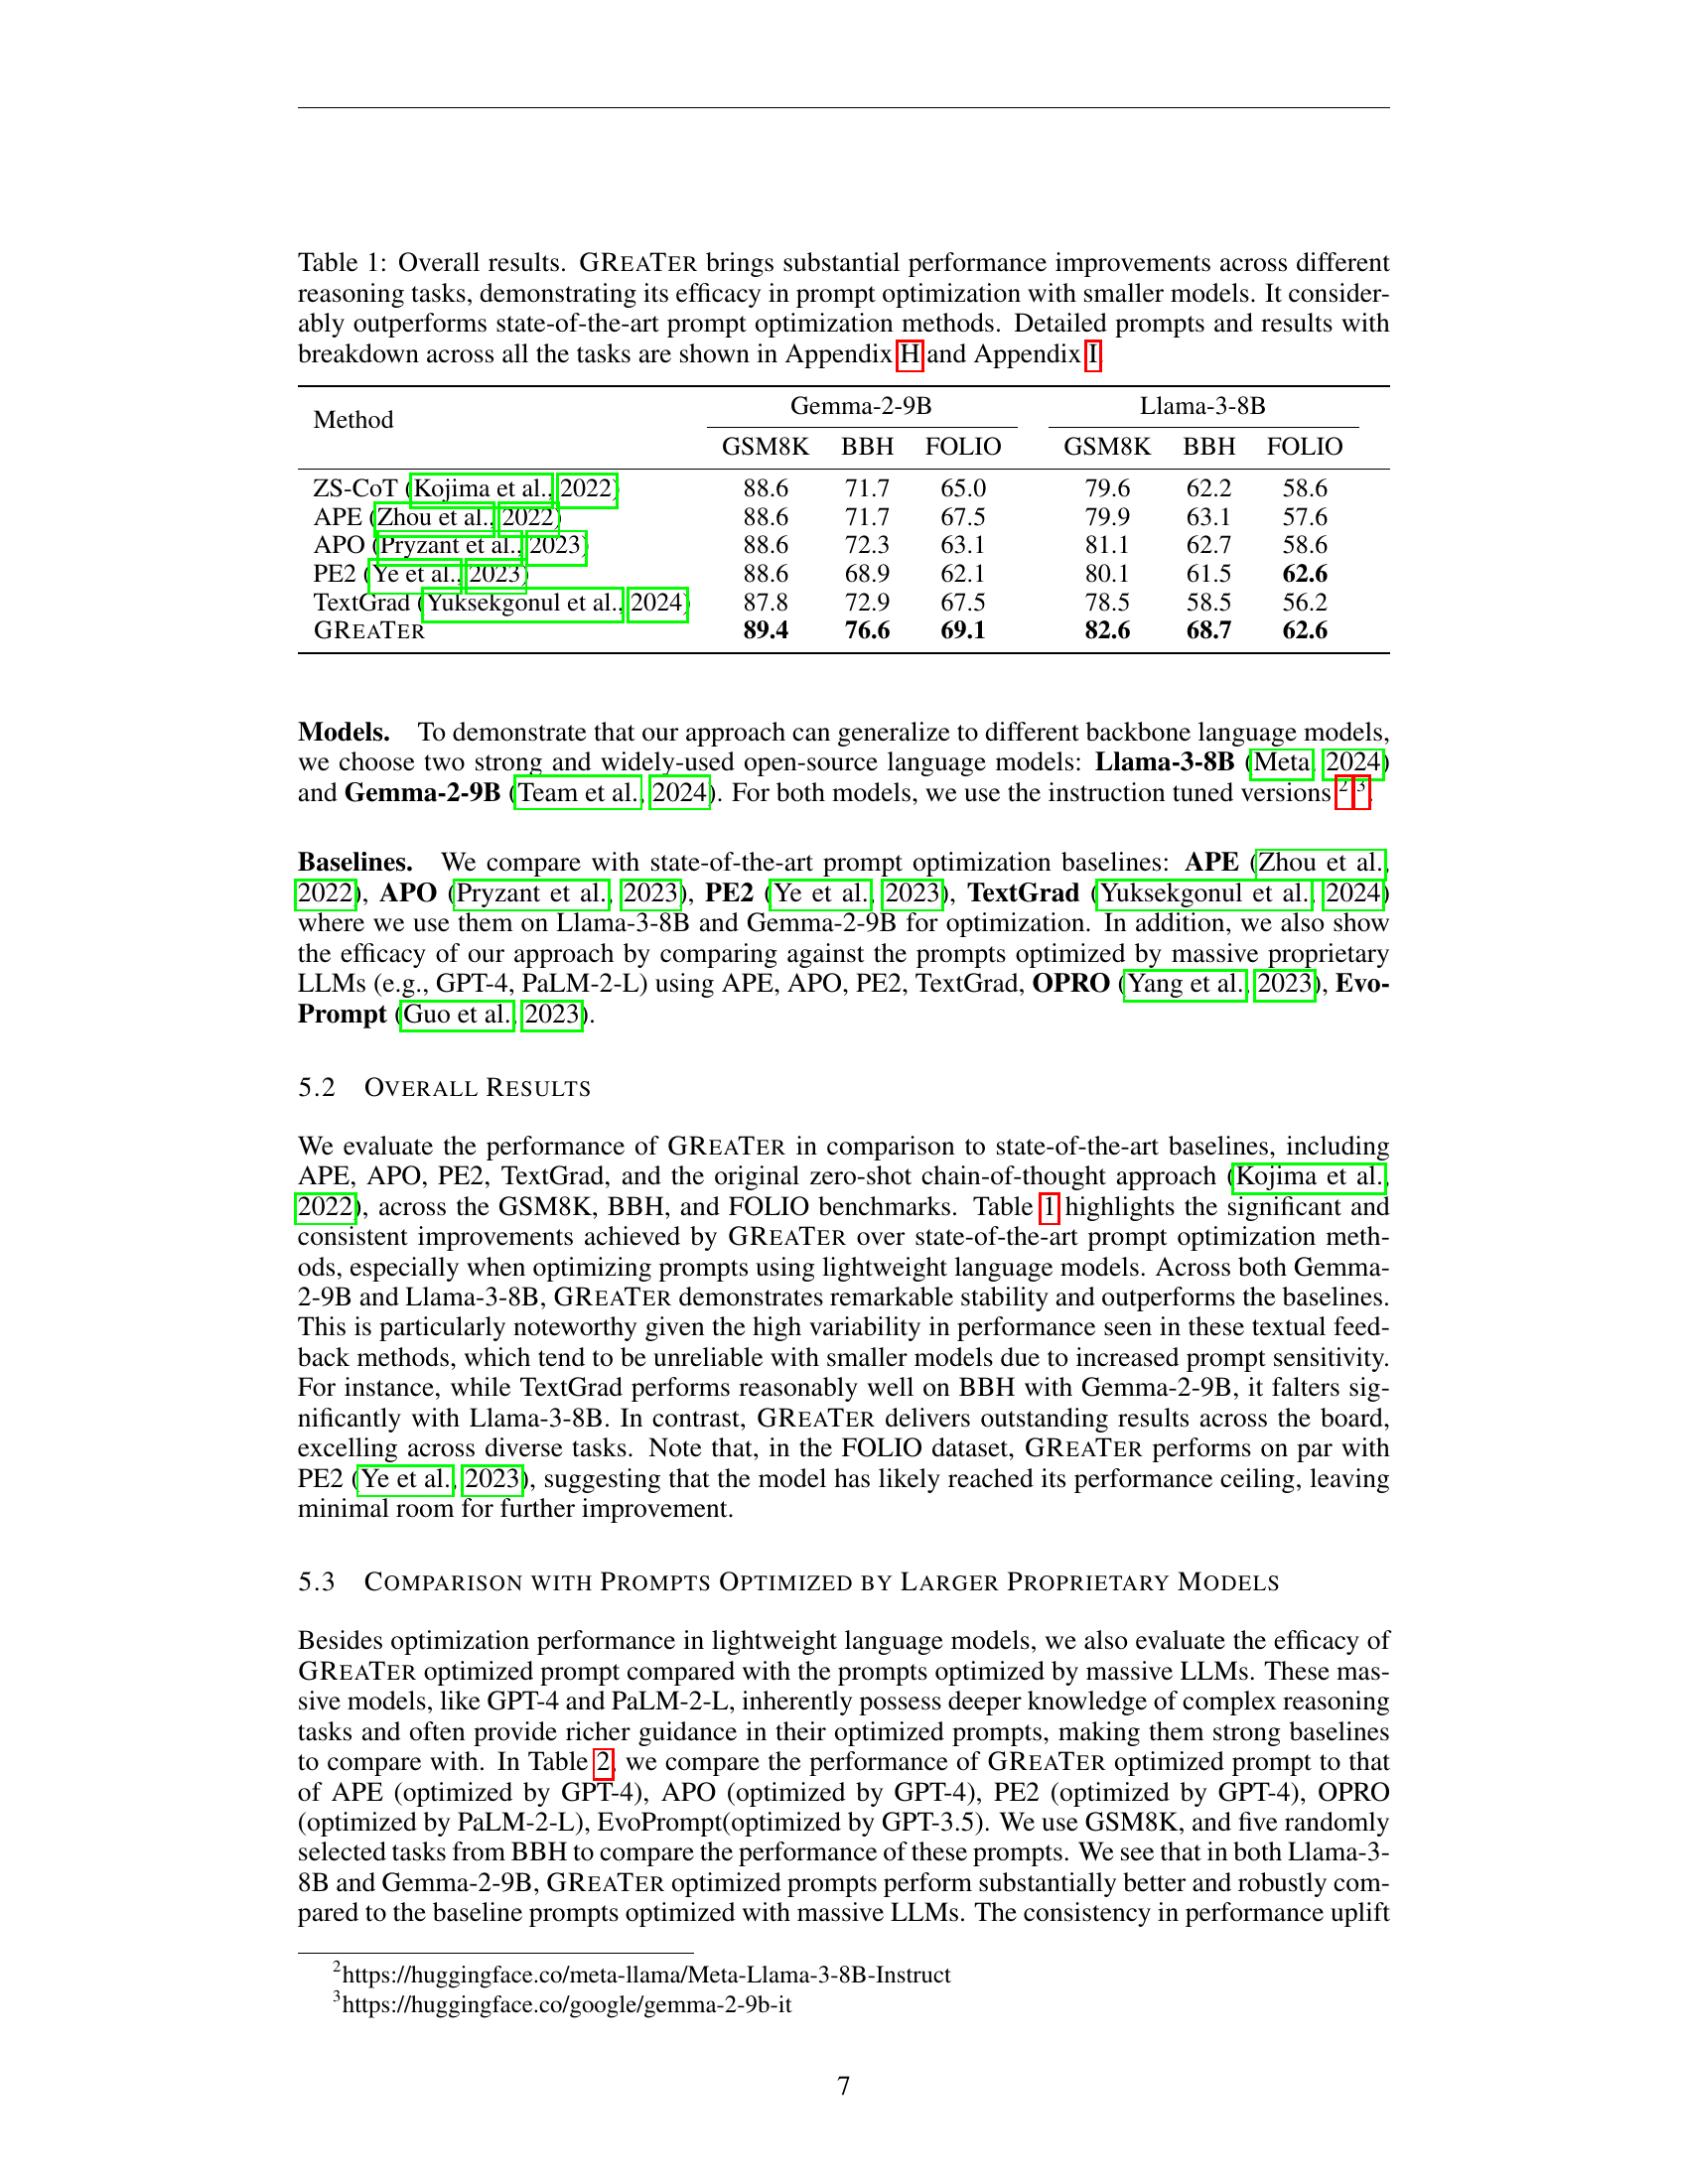 Table 1: Overall results. GREATER brings substantial performance improvements across different
reasoning tasks, demonstrating its efficacy in prompt optimization with smaller models. It consider-
ably outperforms state-of-the-art prompt optimization methods. Detailed prompts and results with
breakdown across all the tasks are shown in Appendix H and Appendix I.
Method Gemma-2-9B Llama-3-8B
GSM8K BBH FOLIO GSM8K BBH FOLIO
ZS-CoT (Kojima et al., 2022) 88.6 71.7 65.0 79.6 62.2 58.6
APE (Zhou et al., 2022) 88.6 71.7 67.5 79.9 63.1 57.6
APO (Pryzant et al., 2023) 88.6 72.3 63.1 81.1 62.7 58.6
PE2 (Ye et al., 2023) 88.6 68.9 62.1 80.1 61.5 62.6
TextGrad (Yuksekgonul et al., 2024) 87.8 72.9 67.5 78.5 58.5 56.2
GREATER 89.4 76.6 69.1 82.6 68.7 62.6
Models. To demonstrate that our approach can generalize to different backbone language models,
we choose two strong and widely-used open-source language models: Llama-3-8B (Meta, 2024)
and Gemma-2-9B (Team et al., 2024). For both models, we use the instruction tuned versions 2 3.
Baselines. We compare with state-of-the-art prompt optimization baselines: APE (Zhou et al.,
2022), APO (Pryzant et al., 2023), PE2 (Ye et al., 2023), TextGrad (Yuksekgonul et al., 2024)
where we use them on Llama-3-8B and Gemma-2-9B for optimization. In addition, we also show
the efficacy of our approach by comparing against the prompts optimized by massive proprietary
LLMs (e.g., GPT-4, PaLM-2-L) using APE, APO, PE2, TextGrad, OPRO (Yang et al., 2023), Evo-
Prompt (Guo et al., 2023).
5.2 OVERALL RESULTS
We evaluate the performance of GREATER in comparison to state-of-the-art baselines, including
APE, APO, PE2, TextGrad, and the original zero-shot chain-of-thought approach (Kojima et al.,
2022), across the GSM8K, BBH, and FOLIO benchmarks. Table 1 highlights the significant and
consistent improvements achieved by GREATER over state-of-the-art prompt optimization meth-
ods, especially when optimizing prompts using lightweight language models. Across both Gemma-
2-9B and Llama-3-8B, GREATER demonstrates remarkable stability and outperforms the baselines.
This is particularly noteworthy given the high variability in performance seen in these textual feed-
back methods, which tend to be unreliable with smaller models due to increased prompt sensitivity.
For instance, while TextGrad performs reasonably well on BBH with Gemma-2-9B, it falters sig-
nificantly with Llama-3-8B. In contrast, GREATER delivers outstanding results across the board,
excelling across diverse tasks. Note that, in the FOLIO dataset, GREATER performs on par with
PE2 (Ye et al., 2023), suggesting that the model has likely reached its performance ceiling, leaving
minimal room for further improvement.
5.3 COMPARISON WITH PROMPTS OPTIMIZED BY LARGER PROPRIETARY MODELS
Besides optimization performance in lightweight language models, we also evaluate the efficacy of
GREATER optimized prompt compared with the prompts optimized by massive LLMs. These mas-
sive models, like GPT-4 and PaLM-2-L, inherently possess deeper knowledge of complex reasoning
tasks and often provide richer guidance in their optimized prompts, making them strong baselines
to compare with. In Table 2, we compare the performance of GREATER optimized prompt to that
of APE (optimized by GPT-4), APO (optimized by GPT-4), PE2 (optimized by GPT-4), OPRO
(optimized by PaLM-2-L), EvoPrompt(optimized by GPT-3.5). We use GSM8K, and five randomly
selected tasks from BBH to compare the performance of these prompts. We see that in both Llama-3-
8B and Gemma-2-9B, GREATER optimized prompts perform substantially better and robustly com-
pared to the baseline prompts optimized with massive LLMs. The consistency in performance uplift
2https://huggingface.co/meta-llama/Meta-Llama-3-8B-Instruct
3https://huggingface.co/google/gemma-2-9b-it
7